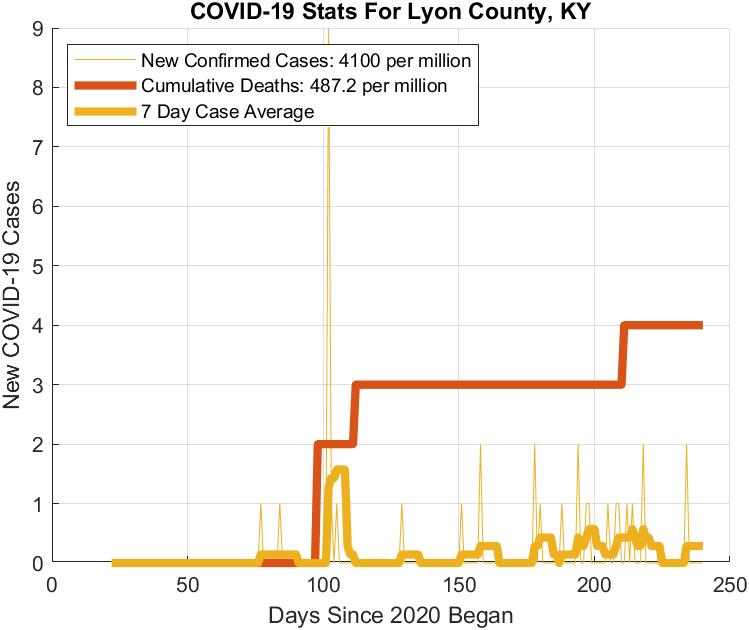 COVID-19 Stats For Lyon County, KY
New Confirmed Cases: 4100 per million
Cumulative Deaths: 487.2 per million
7 Day Case Average
New COVID-19 Cases
9
8
7
6
5
4
3
2
1
0
0 50 100 150 200 250
Days Since 2020 Began